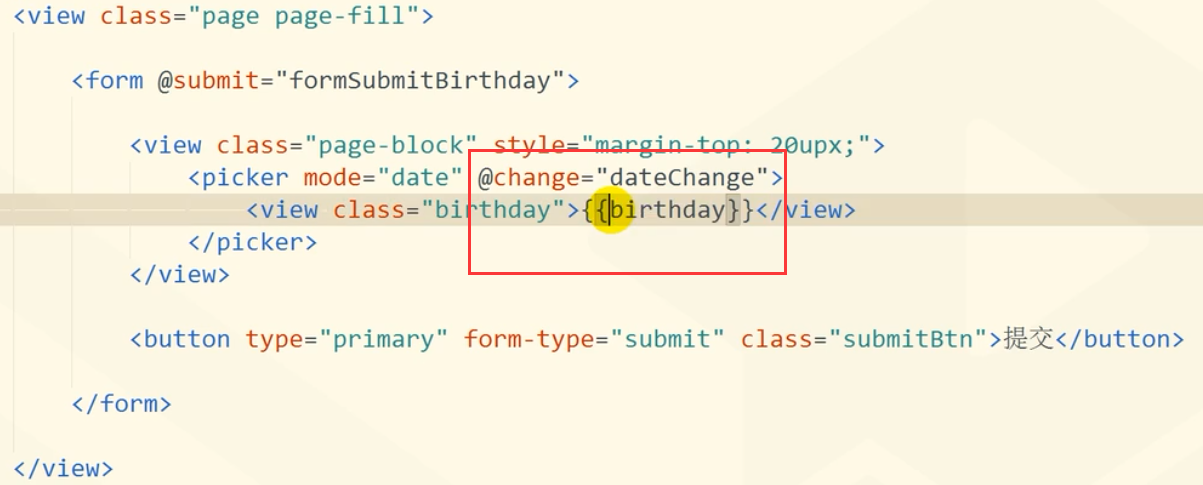 <view class="page page-fill">
<form @submit="formSubmitBirthday">
<view class="page-block" style="margin-top: 20upx;">
<picker mode="date" @change="dateChange">
<view class="birthday">{{birthday}}</view>
</picker>
</view>
<button type="primary" form-type="submit" class="submitBtn">提交</button>
</form>
</view>